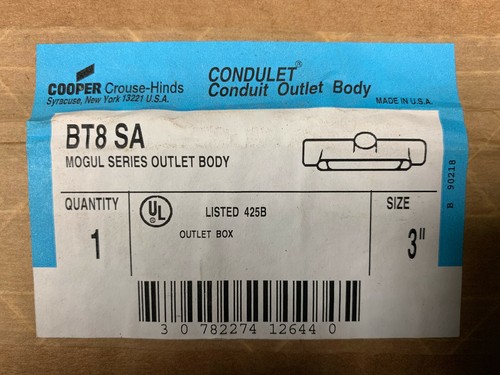 COOPER Crouse-Hinds
Syracuse, New York 13221 U.S.A.
CONDULET®
Conduit Outlet Body
MADE IN U.S.A.
BT8 SA
MOGUL SERIES OUTLET BODY
B 90218
QUANTITY
1
UL
LISTED 425B
OUTLET BOX
SIZE
3"
3 0 782274 12644 0